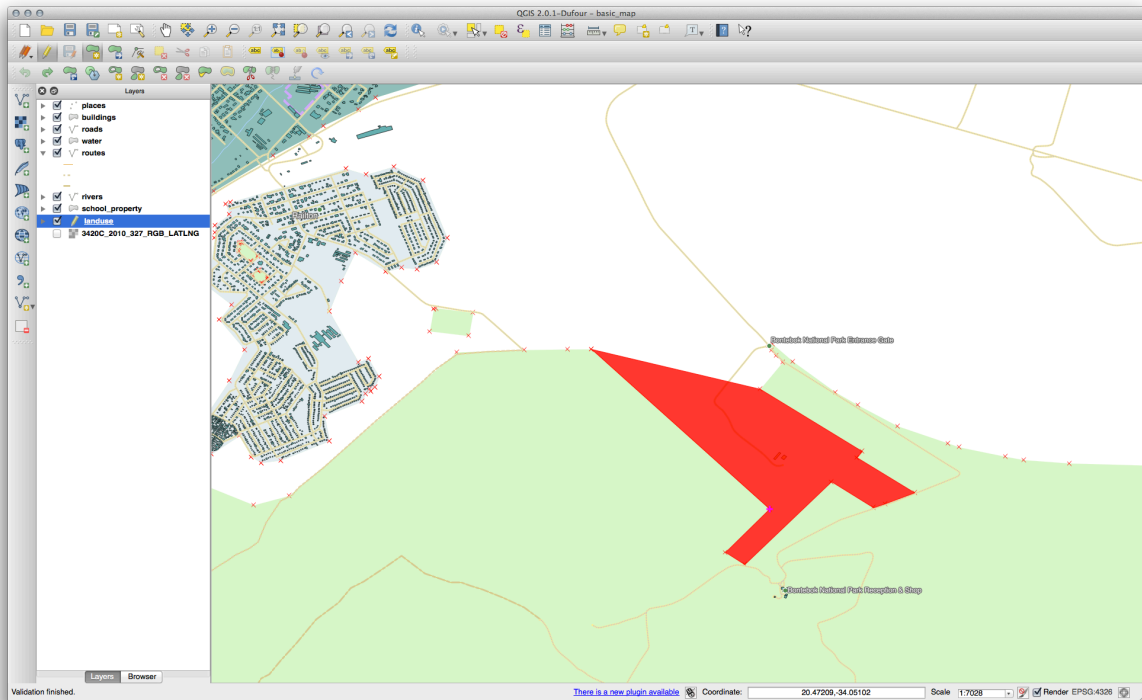 QGIS 2.0.1-Dufour - basic_map
Layers
places
buildings
roads
water
routes
rivers
school_property
landuse
3420C_2010_327_RGB_LATLNG
Railton
Bontebok National Park Entrance Gate
Bontebok National Park Reception & Shop
Layers Browser
Validation finished. There is a new plugin available Coordinate: 20.47209,-34.05102 Scale 1:7028 Render EPSG:4326